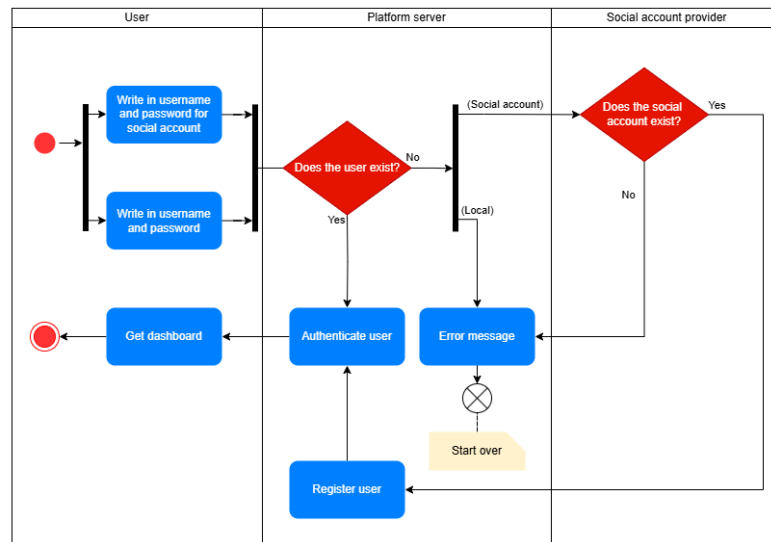 User
Platform server
Social account provider
Write in username
and password for
social account
(Social account)
Does the social
account exist?
Yes
Does the user exist?
No
No
Write in username
and password
(Local)
Yes
Get dashboard
Authenticate user
Error message
Start over
Register user